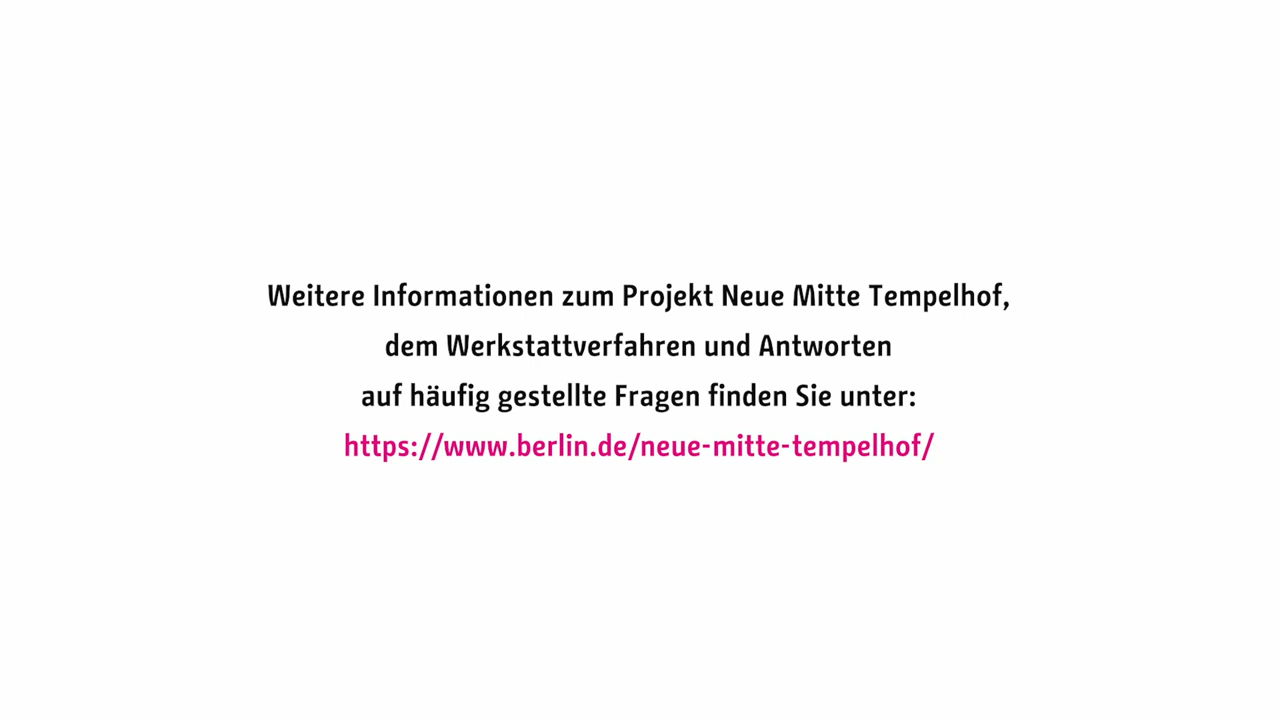 Weitere Informationen zum Projekt Neue Mitte Tempelhof,
dem Werkstattverfahren und Antworten
auf häufig gestellte Fragen finden Sie unter:
https://www.berlin.de/neue-mitte-tempelhof/